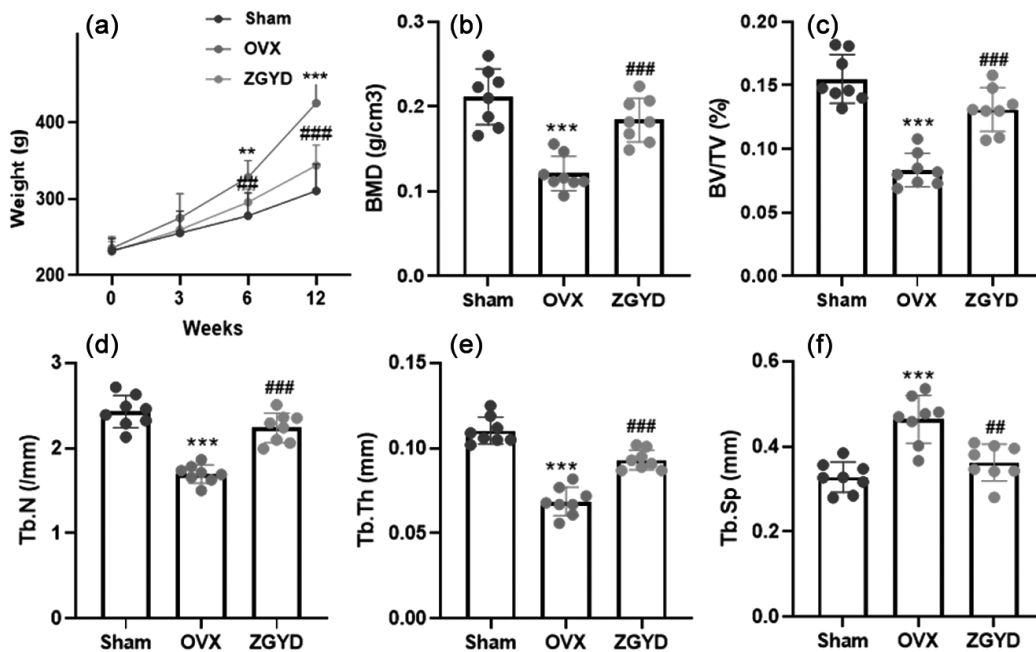 (a)
Sham
OVX
ZGYD
Weight (g)
400
300
200
**
##
***
###
0 3 6 12
Weeks
(b)
BMD (g/cm3)
0.3
0.2
0.1
0.0
***
###
Sham OVX ZGYD
(c)
BV/TV (%)
0.20
0.15
0.10
0.05
0.00
***
###
Sham OVX ZGYD
(d)
Tb.N (/mm)
3
2
1
0
***
###
Sham OVX ZGYD
(e)
Tb.Th (mm)
0.15
0.10
0.05
0.00
***
###
Sham OVX ZGYD
(f)
Tb.Sp (mm)
0.6
0.4
0.2
0.0
***
##
Sham OVX ZGYD